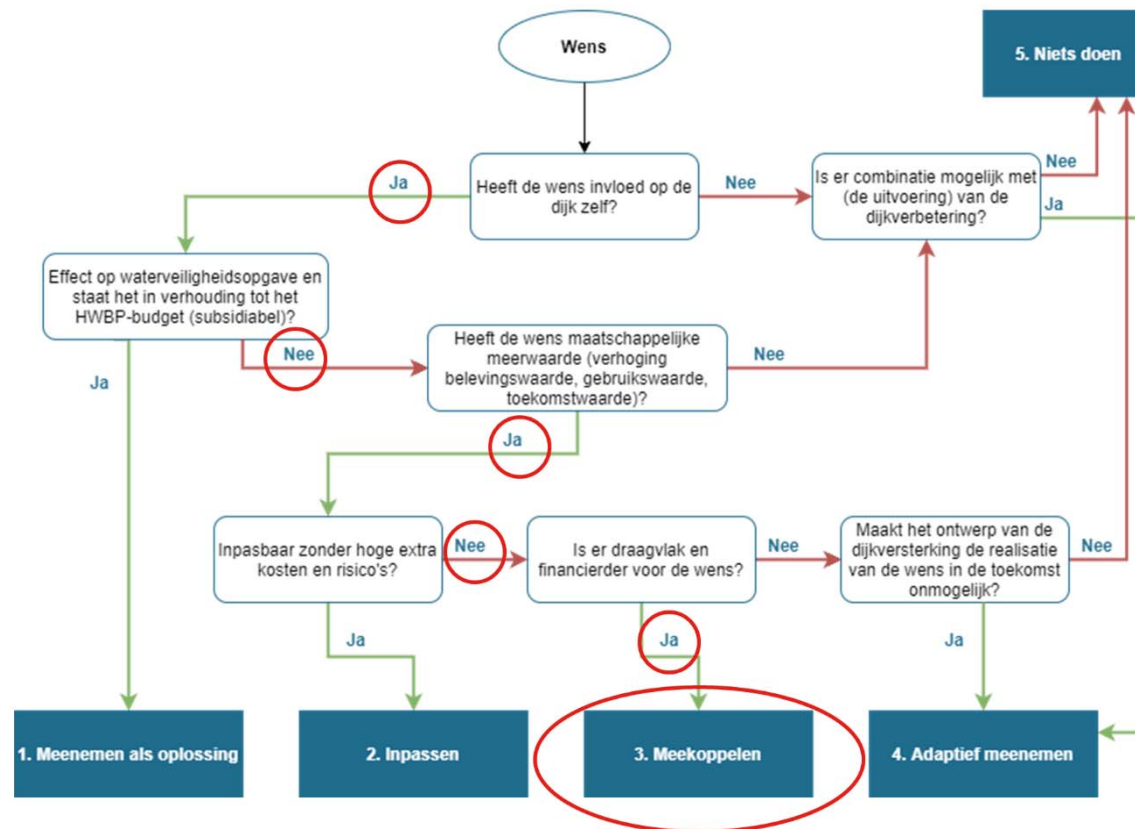 Wens
5. Niets doen
Ja
Heeft de wens invloed op de
dijk zelf?
Nee
Is er combinatie mogelijk met
(de uitvoering) van de
dijkverbetering?
Nee
Ja
Effect op waterveiligheidsopgave en
staat het in verhouding tot het
HWBP-budget (subsidiabel)?
Ja
Nee
Heeft de wens maatschappelijke
meerwaarde (verhoging
belevingswaarde, gebruikswaarde,
toekomstwaarde)?
Nee
Ja
Inpasbaar zonder hoge extra
kosten en risico's?
Nee
Is er draagvlak en
financierder voor de wens?
Nee
Maakt het ontwerp van de
dijkversterking de realisatie
van de wens in de toekomst
onmogelijk?
Nee
Ja
Ja
Ja
1. Meenemen als oplossing
2. Inpassen
3. Meekoppelen
4. Adaptief meenemen